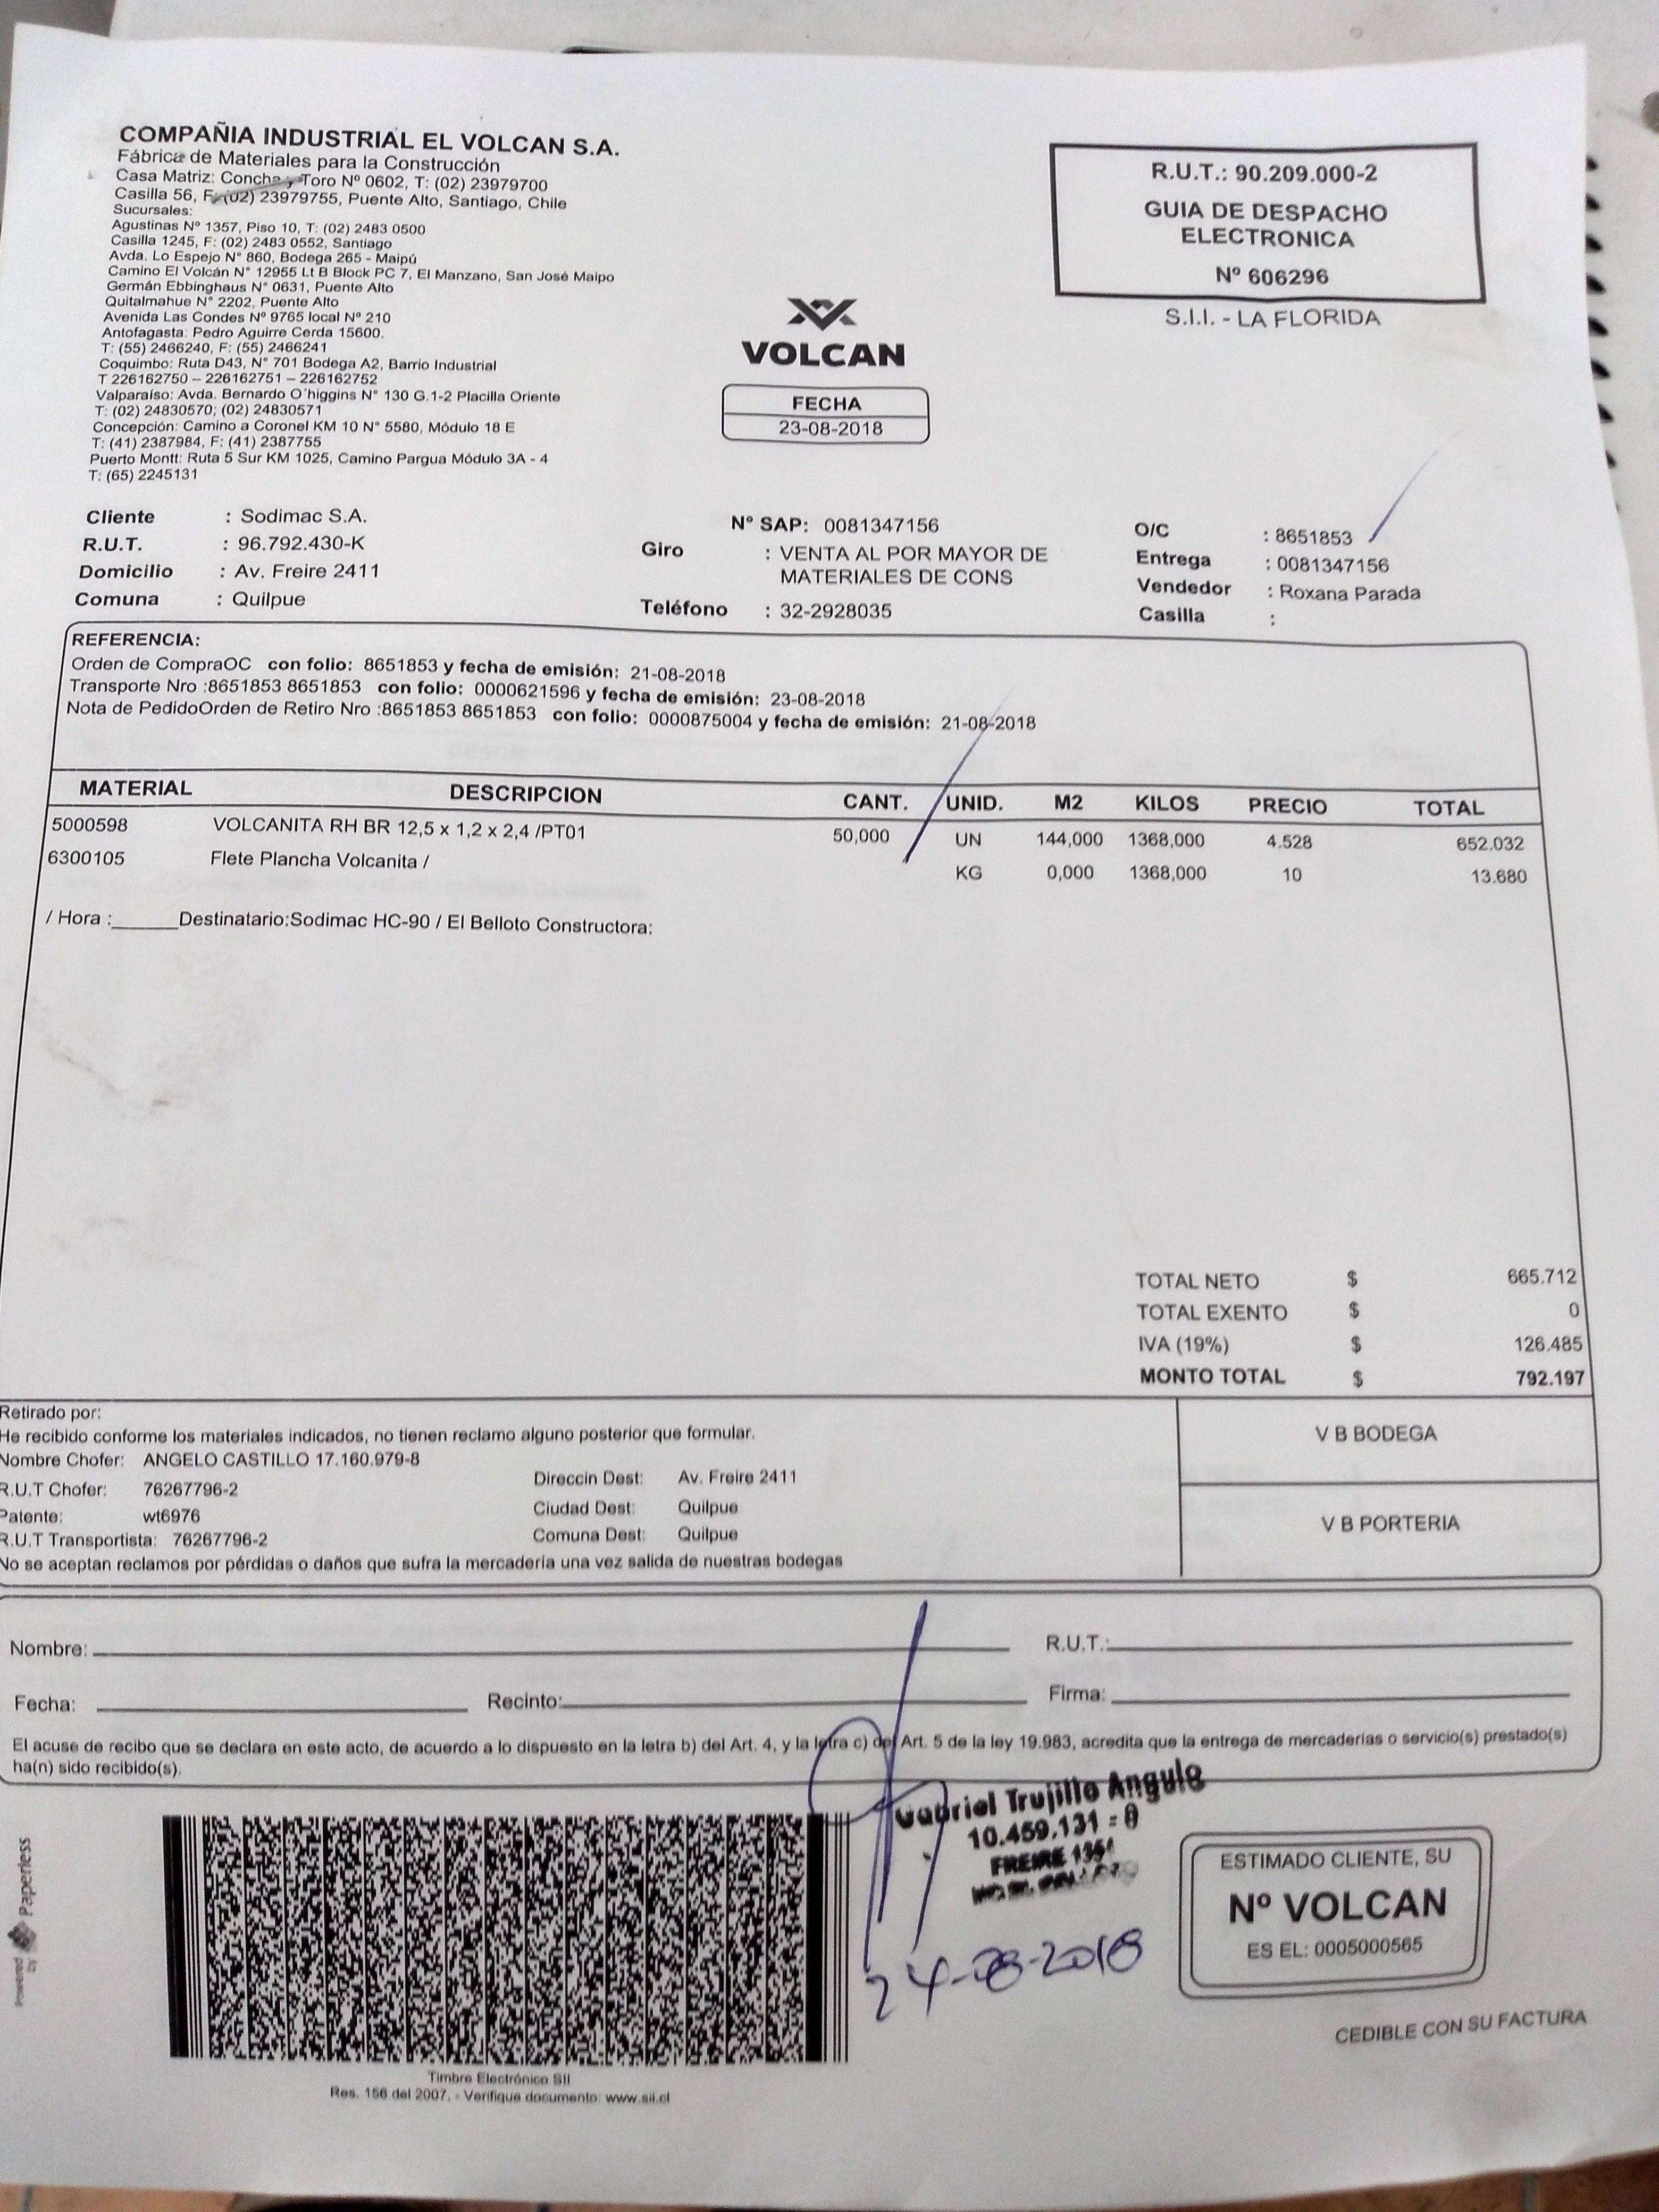 COMPAÑIA INDUSTRIAL EL VOLCAN S.A.
Fábrica de Materiales para la Construcción
Casa Matriz: Concha y Toro Nº 0602, T: (02) 23979700
Casilla 56, F: (02) 23979755, Puente Alto, Santiago, Chile
Sucursales:
Agustinas Nº 1357, Piso 10, T: (02) 2483 0500
Casilla 1245, F: (02) 2483 0552, Santiago
Avda. Lo Espejo N° 860, Bodega 265 - Maipú
Camino El Volcán N° 12955 Lt B Block PC 7, El Manzano, San José Maipo
Germán Ebbinghaus N° 0631, Puente Alto
Quitalmahue N° 2202, Puente Alto
Avenida Las Condes Nº 9765 local Nº 210
Antofagasta: Pedro Aguirre Cerda 15600.
T: (55) 2466240, F: (55) 2466241
Coquimbo: Ruta D43, N° 701 Bodega A2, Barrio Industrial
T 226162750 – 226162751 – 226162752
Valparaíso: Avda. Bernardo O´higgins N° 130 G.1-2 Placilla Oriente
T: (02) 24830570; (02) 24830571
Concepción: Camino a Coronel KM 10 N° 5580, Módulo 18 E
T: (41) 2387984, F: (41) 2387755
Puerto Montt: Ruta 5 Sur KM 1025, Camino Pargua Módulo 3A - 4
T: (65) 2245131
R.U.T.: 90.209.000-2
GUIA DE DESPACHO
ELECTRONICA
Nº 606296
S.I.I. - LA FLORIDA
VOLCAN
FECHA
23-08-2018
Cliente : Sodimac S.A.
R.U.T. : 96.792.430-K
Domicilio : Av. Freire 2411
Comuna : Quilpue
N° SAP: 0081347156
Giro : VENTA AL POR MAYOR DE
MATERIALES DE CONS
Teléfono : 32-2928035
O/C : 8651853
Entrega : 0081347156
Vendedor : Roxana Parada
Casilla :
REFERENCIA:
Orden de CompraOC con folio: 8651853 y fecha de emisión: 21-08-2018
Transporte Nro :8651853 8651853 con folio: 0000621596 y fecha de emisión: 23-08-2018
Nota de PedidoOrden de Retiro Nro :8651853 8651853 con folio: 0000875004 y fecha de emisión: 21-08-2018
MATERIAL DESCRIPCION CANT. UNID. M2 KILOS PRECIO TOTAL
5000598 VOLCANITA RH BR 12,5 x 1,2 x 2,4 /PT01 50,000 UN 144,000 1368,000 4.528 652.032
6300105 Flete Plancha Volcanita / KG 0,000 1368,000 10 13.680
/ Hora :______Destinatario:Sodimac HC-90 / El Belloto Constructora:
TOTAL NETO $ 665.712
TOTAL EXENTO $ 0
IVA (19%) $ 126.485
MONTO TOTAL $ 792.197
Retirado por:
He recibido conforme los materiales indicados, no tienen reclamo alguno posterior que formular.
Nombre Chofer: ANGELO CASTILLO 17.160.979-8
R.U.T Chofer: 76267796-2
Patente: wt6976
R.U.T Transportista: 76267796-2
Direccin Dest: Av. Freire 2411
Ciudad Dest: Quilpue
Comuna Dest: Quilpue
No se aceptan reclamos por pérdidas o daños que sufra la mercadería una vez salida de nuestras bodegas
V B BODEGA
V B PORTERIA
Nombre: R.U.T.:
Fecha: Recinto: Firma:
El acuse de recibo que se declara en este acto, de acuerdo a lo dispuesto en la letra b) del Art. 4, y la letra c) del Art. 5 de la ley 19.983, acredita que la entrega de mercaderías o servicio(s) prestado(s)
ha(n) sido recibido(s).
Gabriel Trujillo Angulo
10.459.131 =
FREIRE
24-08-2018
Powered by Paperless
Timbre Electrónico SII
Res. 156 del 2007, - Verifique documento: www.sii.cl
ESTIMADO CLIENTE, SU
Nº VOLCAN
ES EL: 0005000565
CEDIBLE CON SU FACTURA